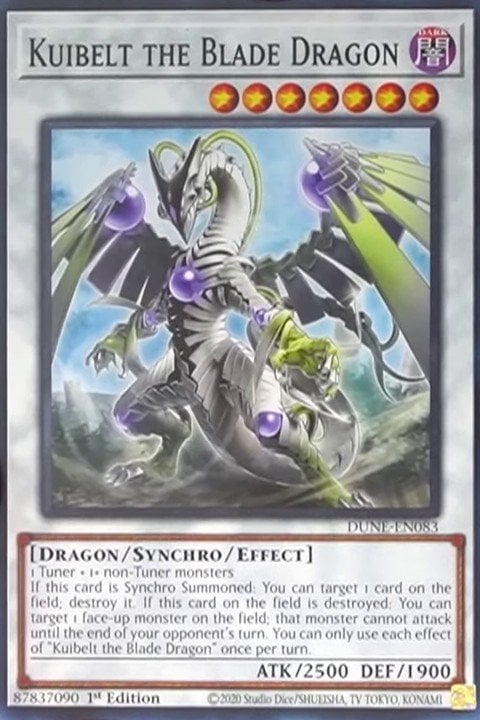 KUIBELT THE BLADE DRAGON
DARK
闇
DUNE-EN083
[DRAGON/SYNCHRO/EFFECT]
1 Tuner + 1+ non-Tuner monsters
If this card is Synchro Summoned: You can target 1 card on the
field; destroy it. If this card on the field is destroyed: You can
target 1 face-up monster on the field; that monster cannot attack
until the end of your opponent's turn. You can only use each effect
of "Kuibelt the Blade Dragon" once per turn.
ATK/2500 DEF/1900
87837090 1st Edition ©2020 Studio Dice/SHUEISHA, TV TOKYO, KONAMI